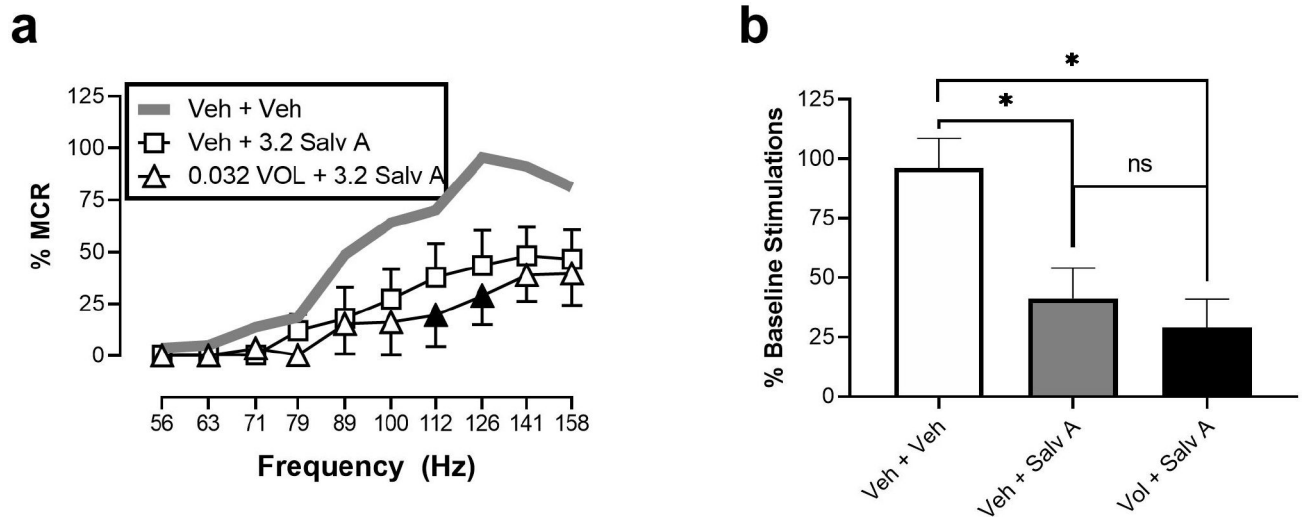 a
125
100
75
50
25
0
% MCR
Veh + Veh
Veh + 3.2 Salv A
0.032 VOL + 3.2 Salv A
56 63 71 79 89 100 112 126 141 158
Frequency (Hz)
b
125
100
75
50
25
0
% Baseline Stimulations
*
*
ns
Veh + Veh
Veh + Salv A
Vol + Salv A